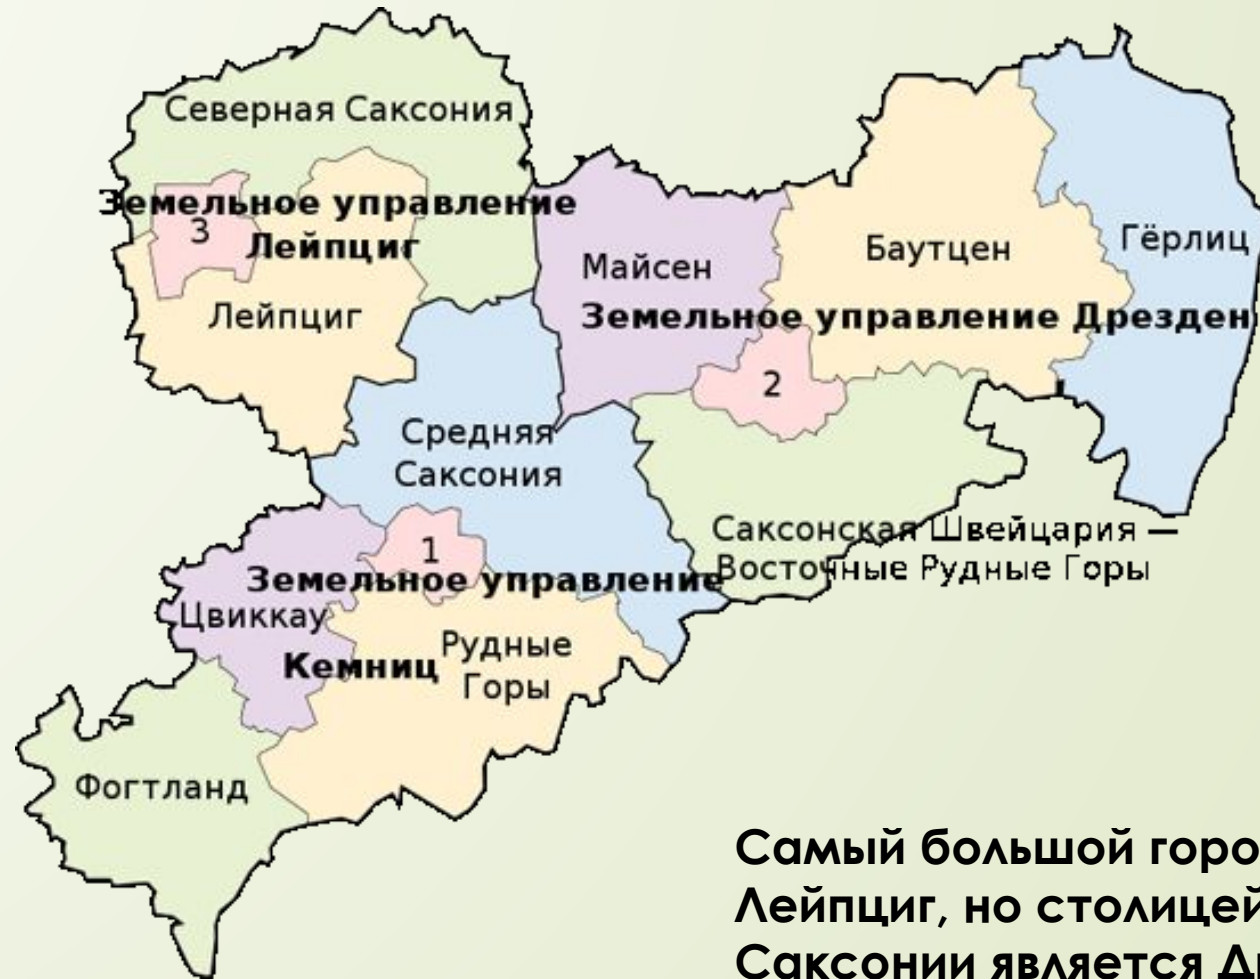 Северная Саксония
Земельное управление
3
Лейпциг
Лейпциг
Майсен
Баутцен
Гёрлиц
Земельное управление Дрезден
2
Средняя
Саксония
Саксонская Швейцария —
Восточные Рудные Горы
1
Земельное управление
Цвиккау
Кемниц
Рудные
Горы
Фогтланд
Самый большой
Лейпциг, но столицей
Саксонии является